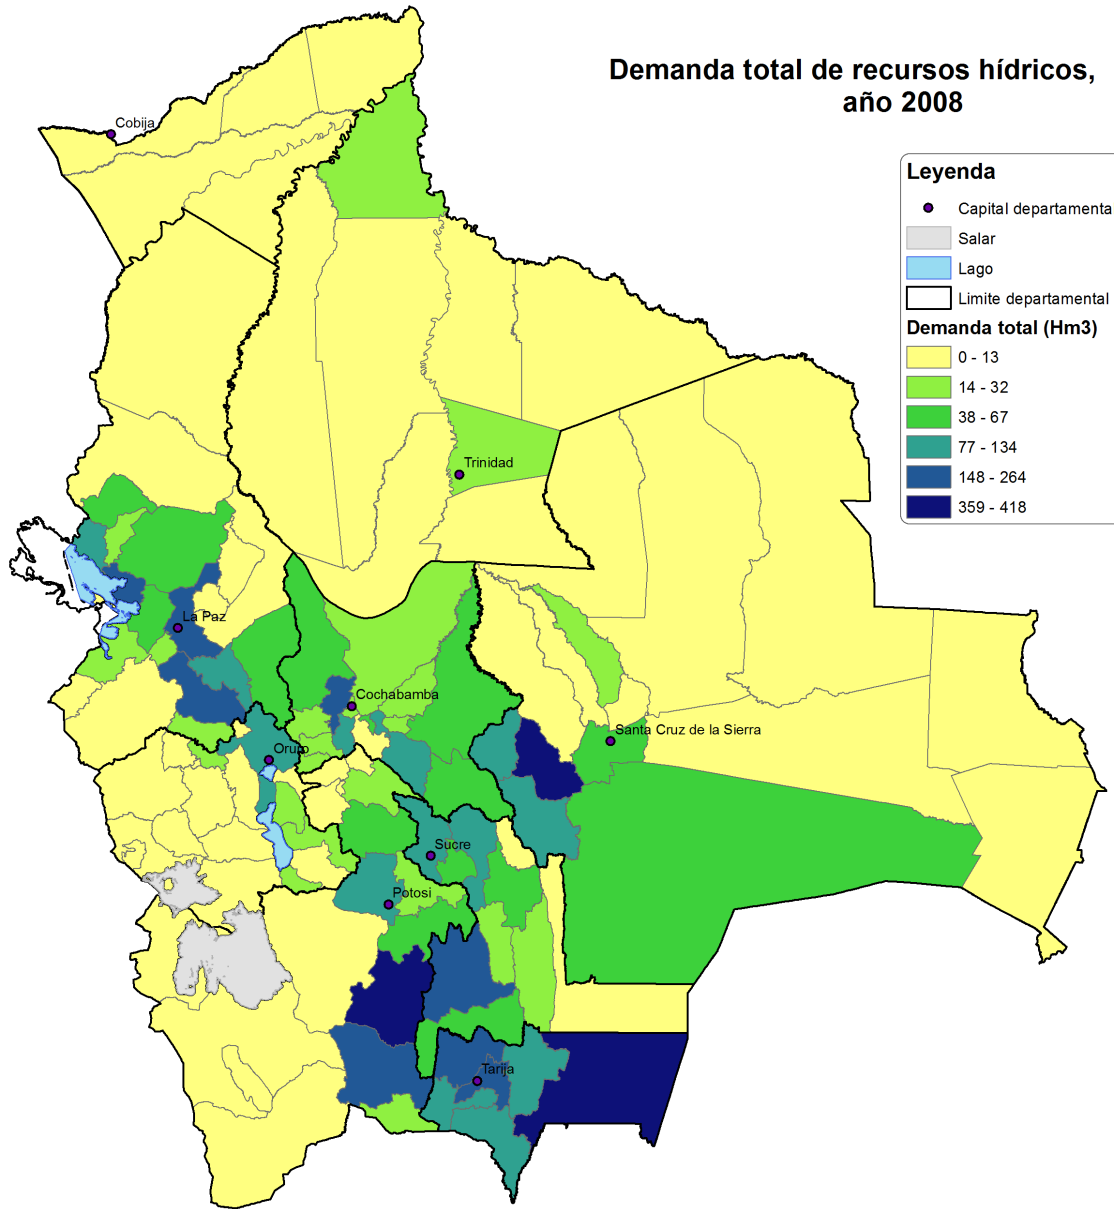 Demanda total de recursos hídricos,
año 2008
Leyenda
Capital departamenta
Salar
Lago
Limite departamental
Demanda total (Hm3)
0 - 13
14 - 32
38 - 67
77 - 134
148 - 264
359 - 418
Cobija
Trinidad
La Paz
Cochabamba
Santa Cruz de la Sierra
Oruro
Sucre
Potosi
Tarija